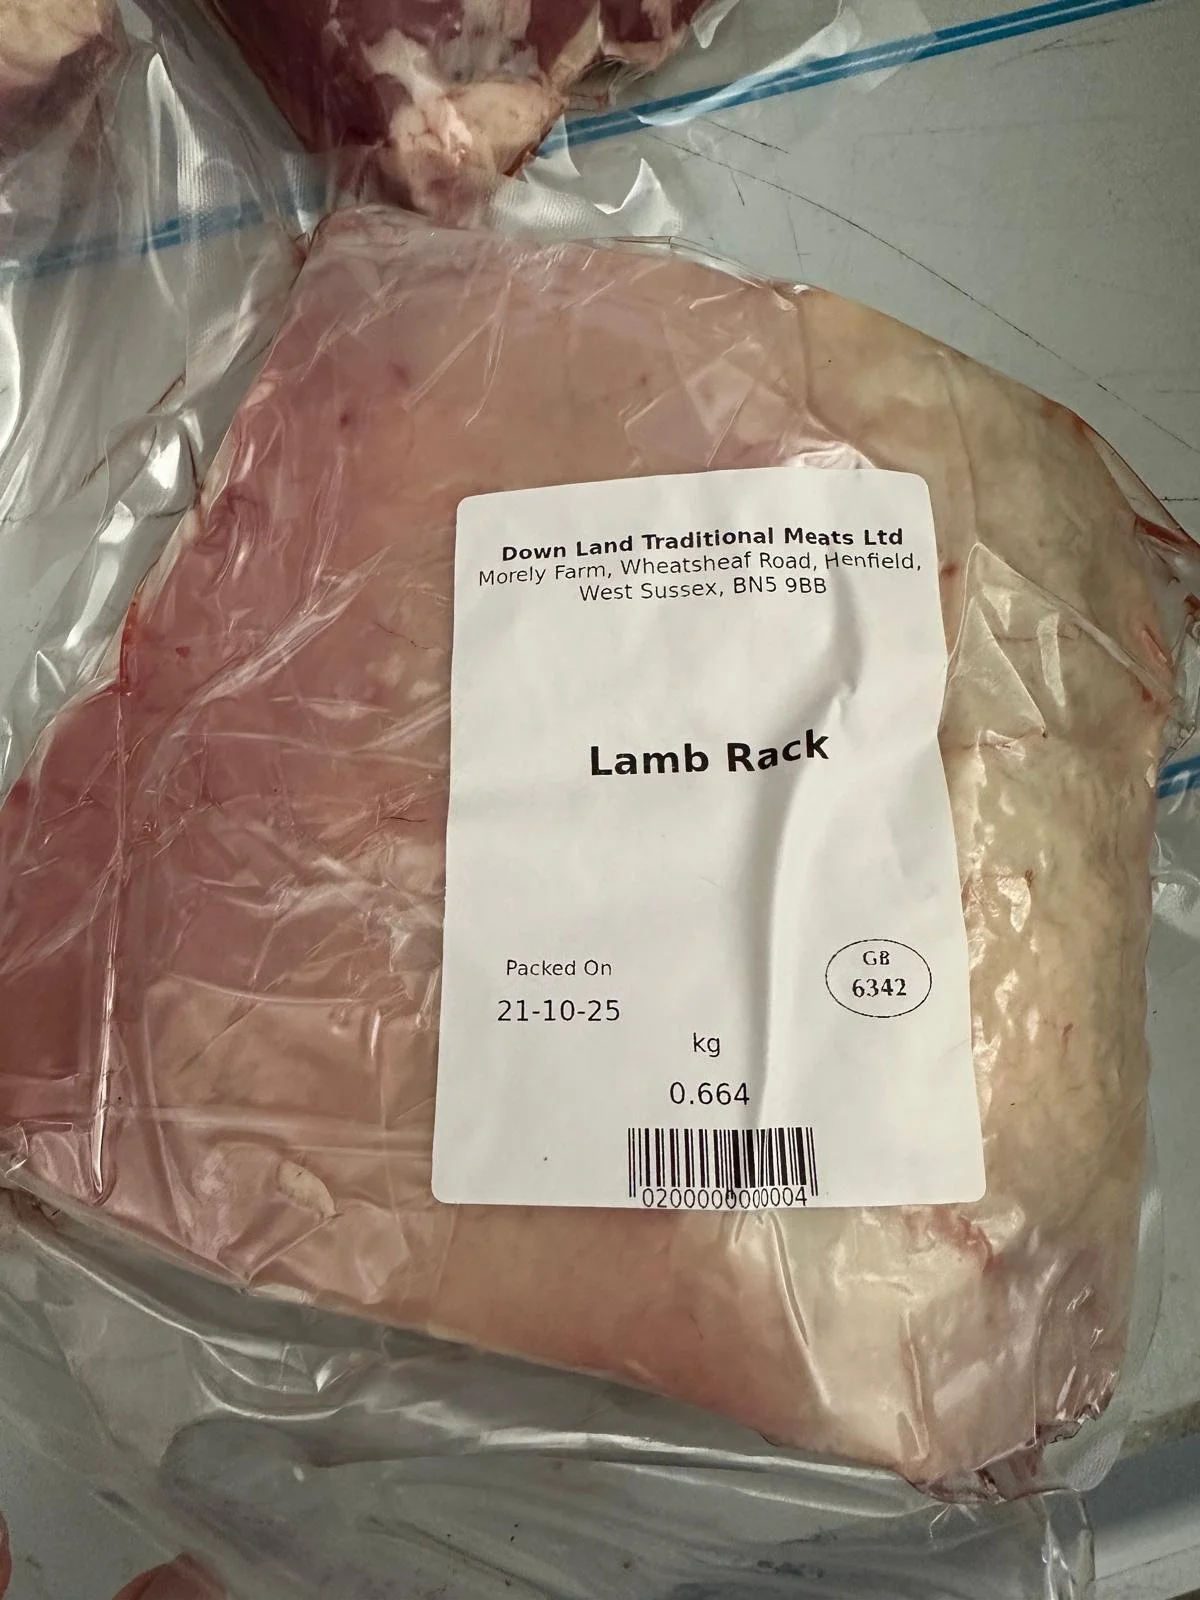 Down Land Traditional Meats Ltd
Morely Farm, Wheatsheaf Road, Henfield,
West Sussex, BN5 9BB
Lamb Rack
Packed On
21-10-25
GB
6342
kg
0.664
0200000000004